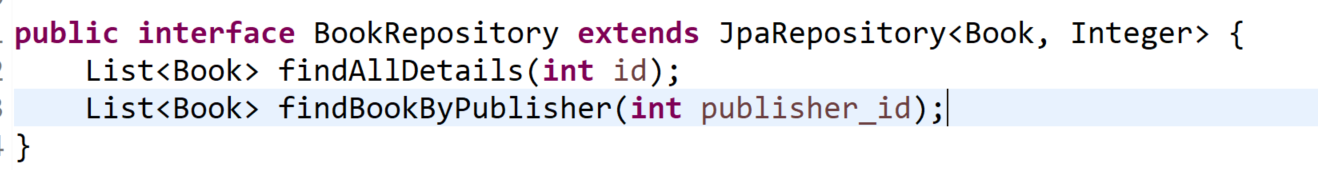 public interface BookRepository extends JpaRepository<Book, Integer> {
    List<Book> findAllDetails(int id);
    List<Book> findBookByPublisher(int publisher_id);
}